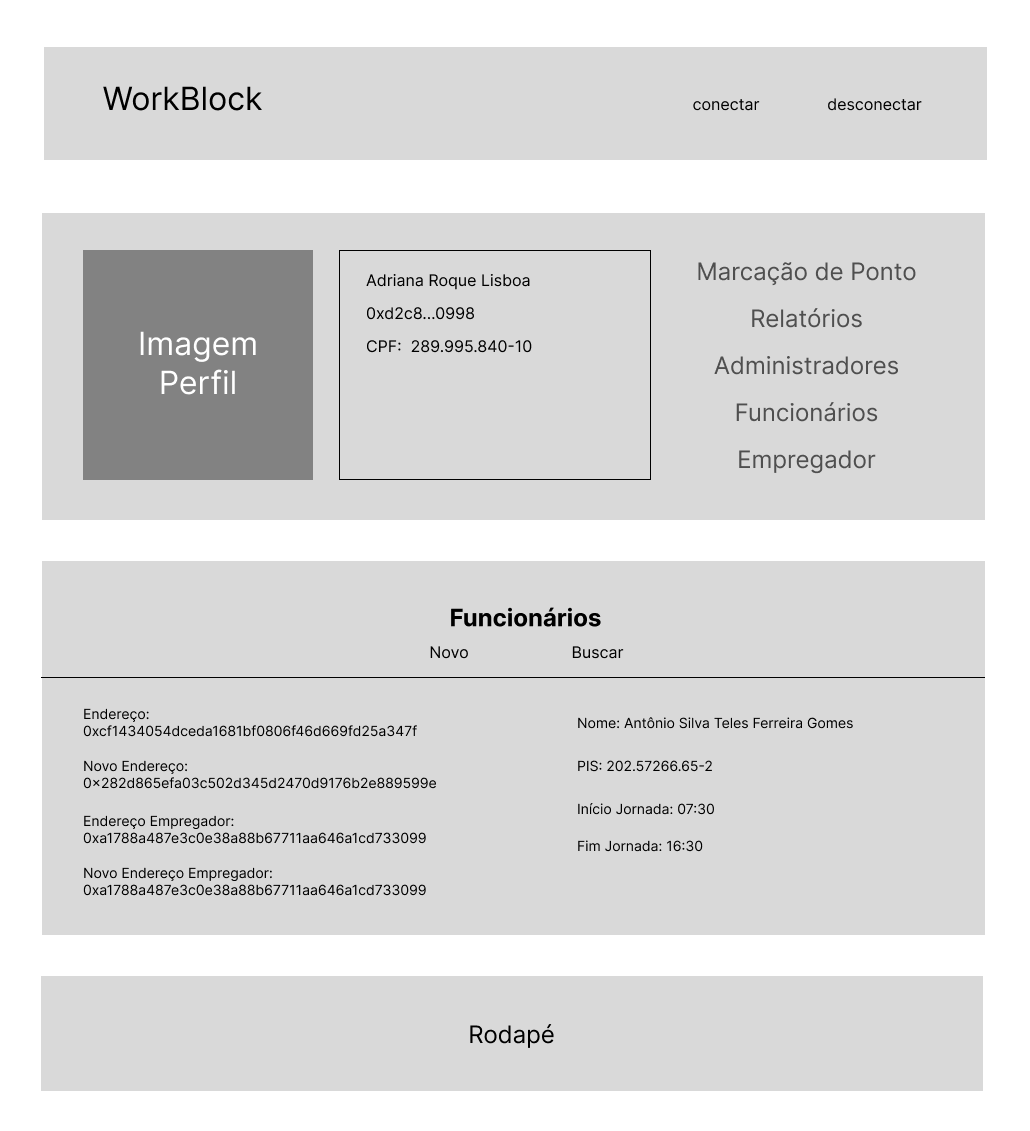 WorkBlock
conectar
desconectar
Imagem
Perfil
Adriana Roque Lisboa
0xd2c8...0998
CPF: 289.995.840-10
Marcação de Ponto
Relatórios
Administradores
Funcionários
Empregador
Funcionários
Novo
Buscar
Endereço:
0xcf1434054dceda1681bf0806f46d669fd25a347f
Novo Endereço:
0×282d865efa03c502d345d2470d9176b2e889599e
Endereço Empregador:
0xa1788a487e3c0e38a88b67711aa646a1cd733099
Novo Endereço Empregador:
0xa1788a487e3c0e38a88b67711aa646a1cd733099
Nome: Antônio Silva Teles Ferreira Gomes
PIS: 202.57266.65-2
Início Jornada: 07:30
Fim Jornada: 16:30
Rodapé